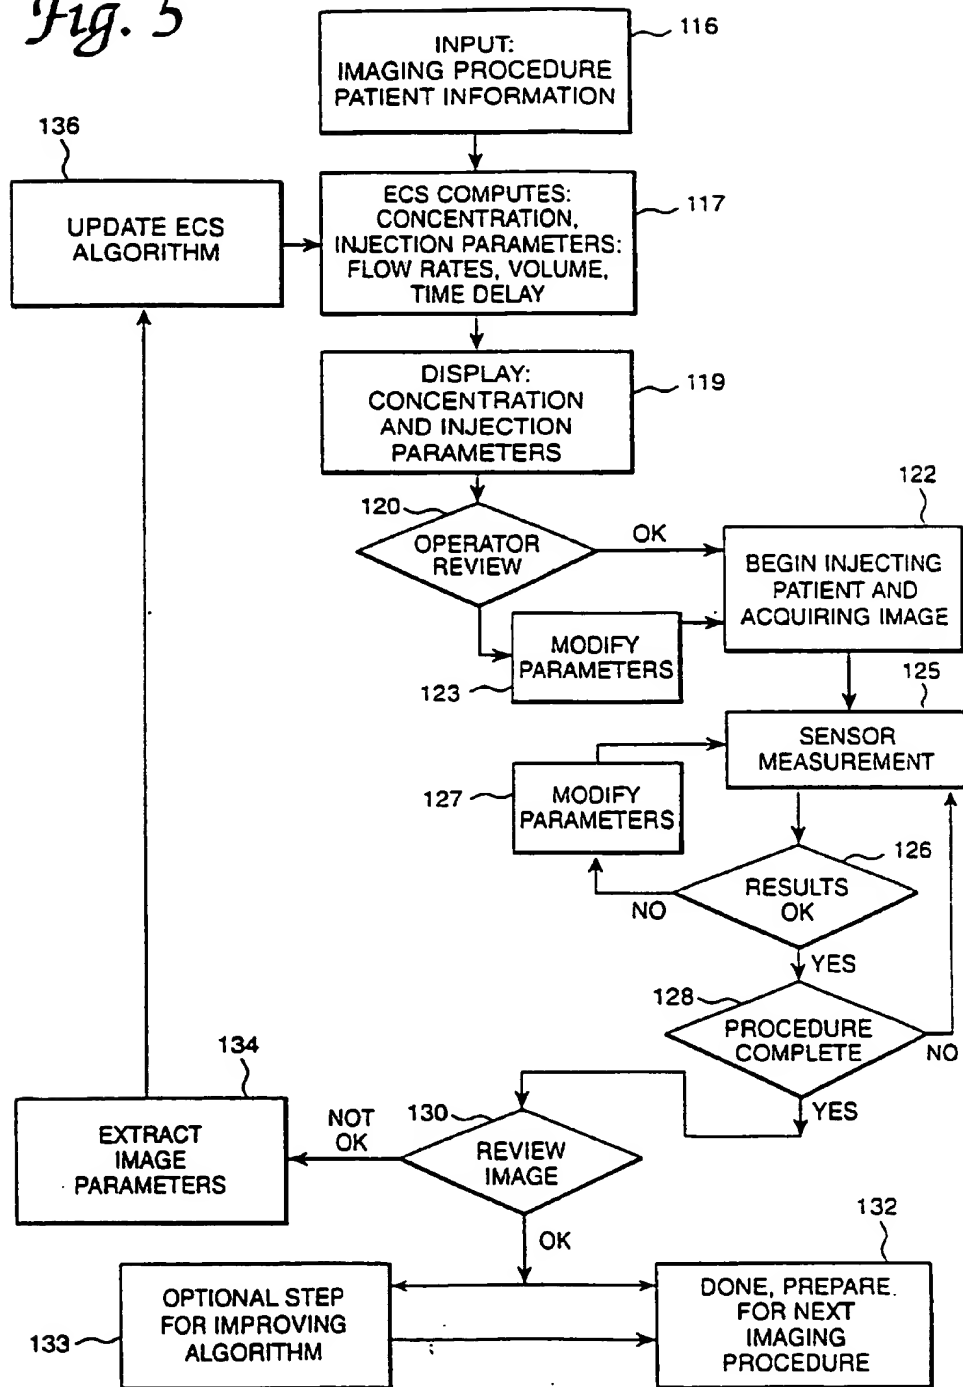 Fig. 5
INPUT:
IMAGING PROCEDURE
PATIENT INFORMATION
116
136
UPDATE ECS
ALGORITHM
ECS COMPUTES:
CONCENTRATION,
INJECTION PARAMETERS:
FLOW RATES, VOLUME,
TIME DELAY
117
DISPLAY:
CONCENTRATION
AND INJECTION
PARAMETERS
119
120
OPERATOR
REVIEW
OK
122
BEGIN INJECTING
PATIENT AND
ACQUIRING IMAGE
MODIFY
PARAMETERS
123
125
SENSOR
MEASUREMENT
127
MODIFY
PARAMETERS
126
RESULTS
OK
NO
YES
128
PROCEDURE
COMPLETE
NO
YES
134
EXTRACT
IMAGE
PARAMETERS
NOT
OK
130
REVIEW
IMAGE
OK
132
OPTIONAL STEP
FOR IMPROVING
ALGORITHM
133
DONE, PREPARE
FOR NEXT
IMAGING
PROCEDURE